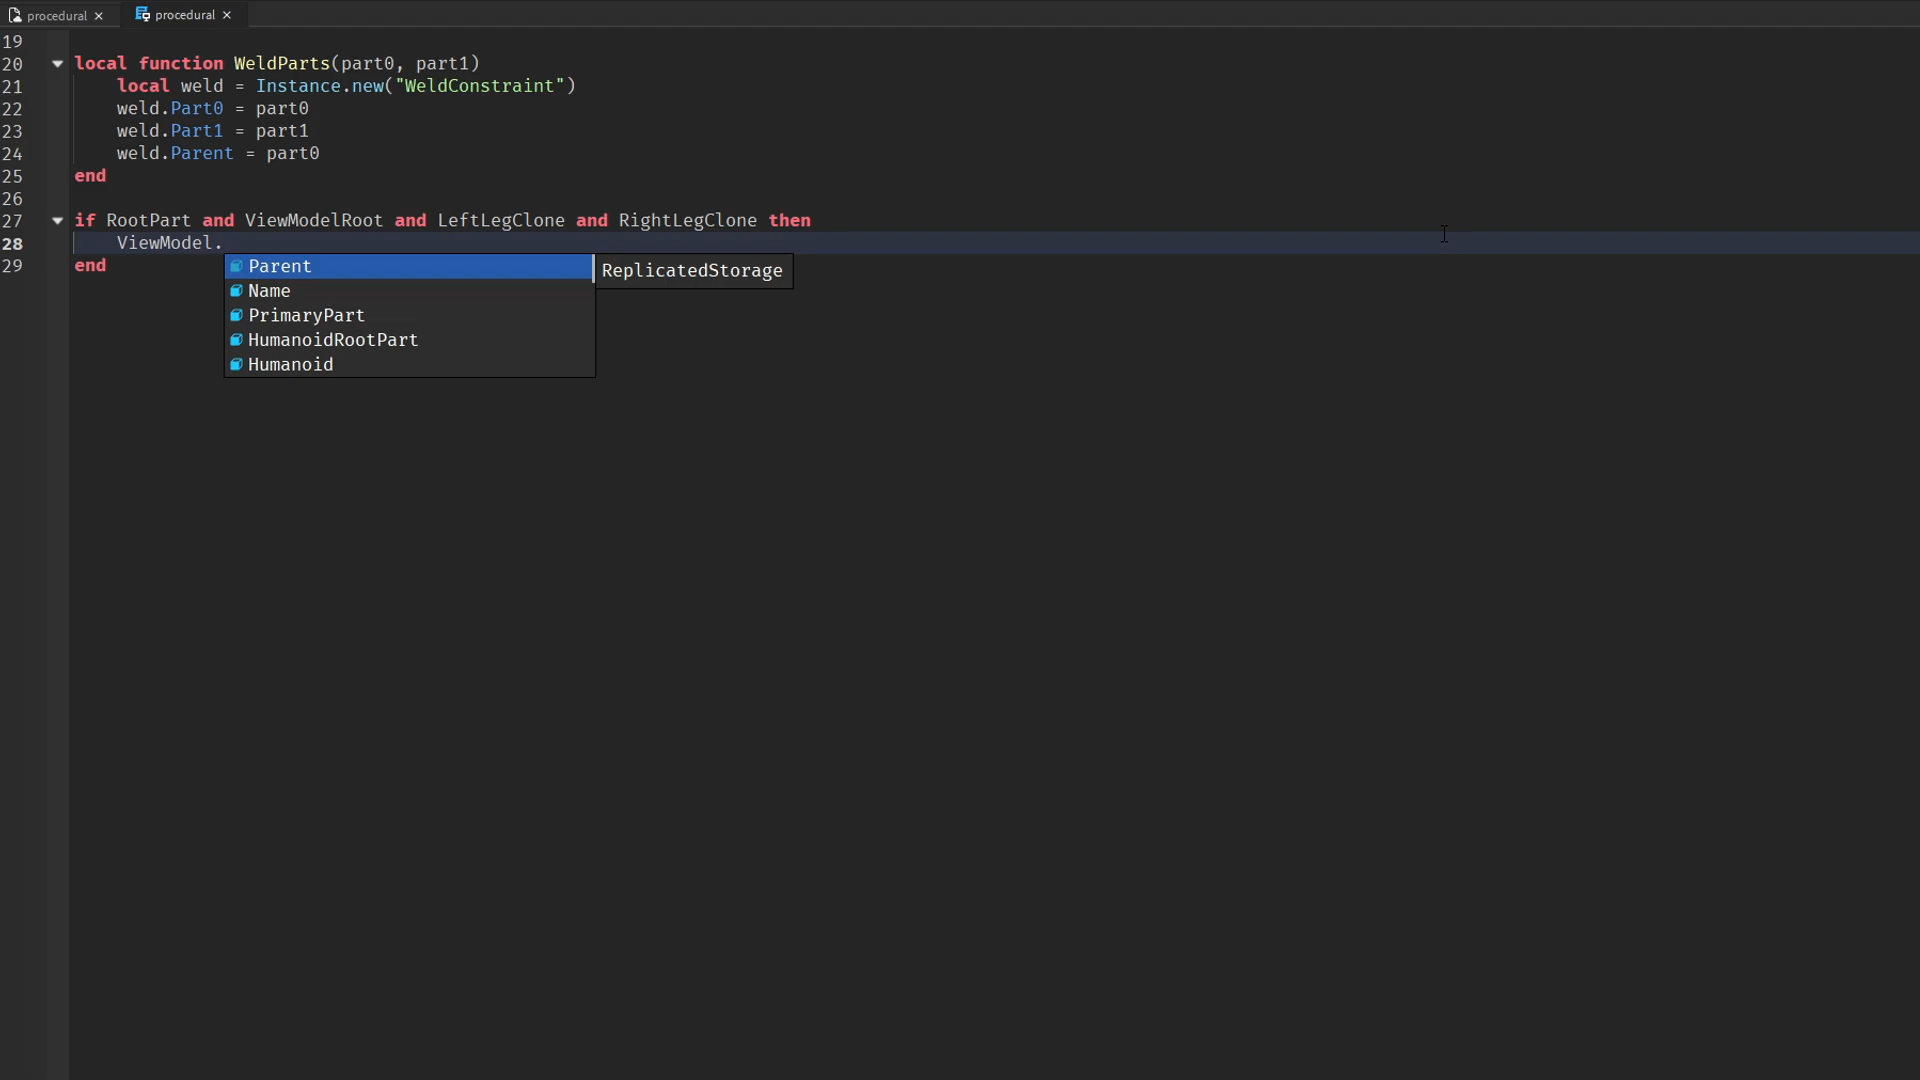 procedural × procedural ×
19
20 local function WeldParts(part0, part1)
21 local weld = Instance.new("WeldConstraint")
22 weld.Part0 = part0
23 weld.Part1 = part1
24 weld.Parent = part0
25 end
26
27 if RootPart and ViewModelRoot and LeftLegClone and RightLegClone then
28 ViewModel.
29 end
Parent ReplicatedStorage
Name
PrimaryPart
HumanoidRootPart
Humanoid